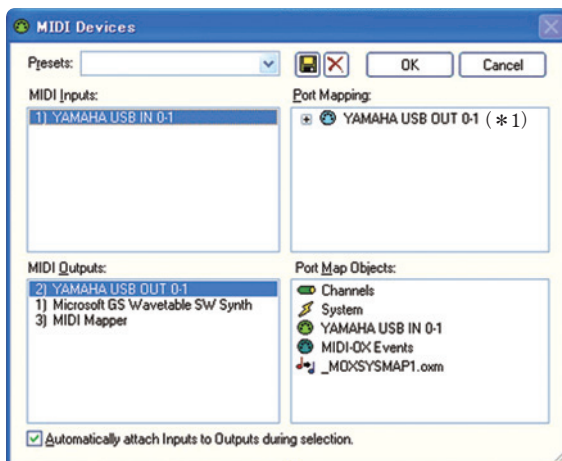 MIDI Devices
Presets:
OK
Cancel
MIDI Inputs:
1) YAMAHA USB IN 0-1
Port Mapping:
YAMAHA USB OUT 0-1 (*1)
MIDI Outputs:
2) YAMAHA USB OUT 0-1
1) Microsoft GS Wavetable SW Synth
3) MIDI Mapper
Port Map Objects:
Channels
System
YAMAHA USB IN 0-1
MIDI-OX Events
_MOXSYSMAP1.oxm
Automatically attach Inputs to Outputs during selection.